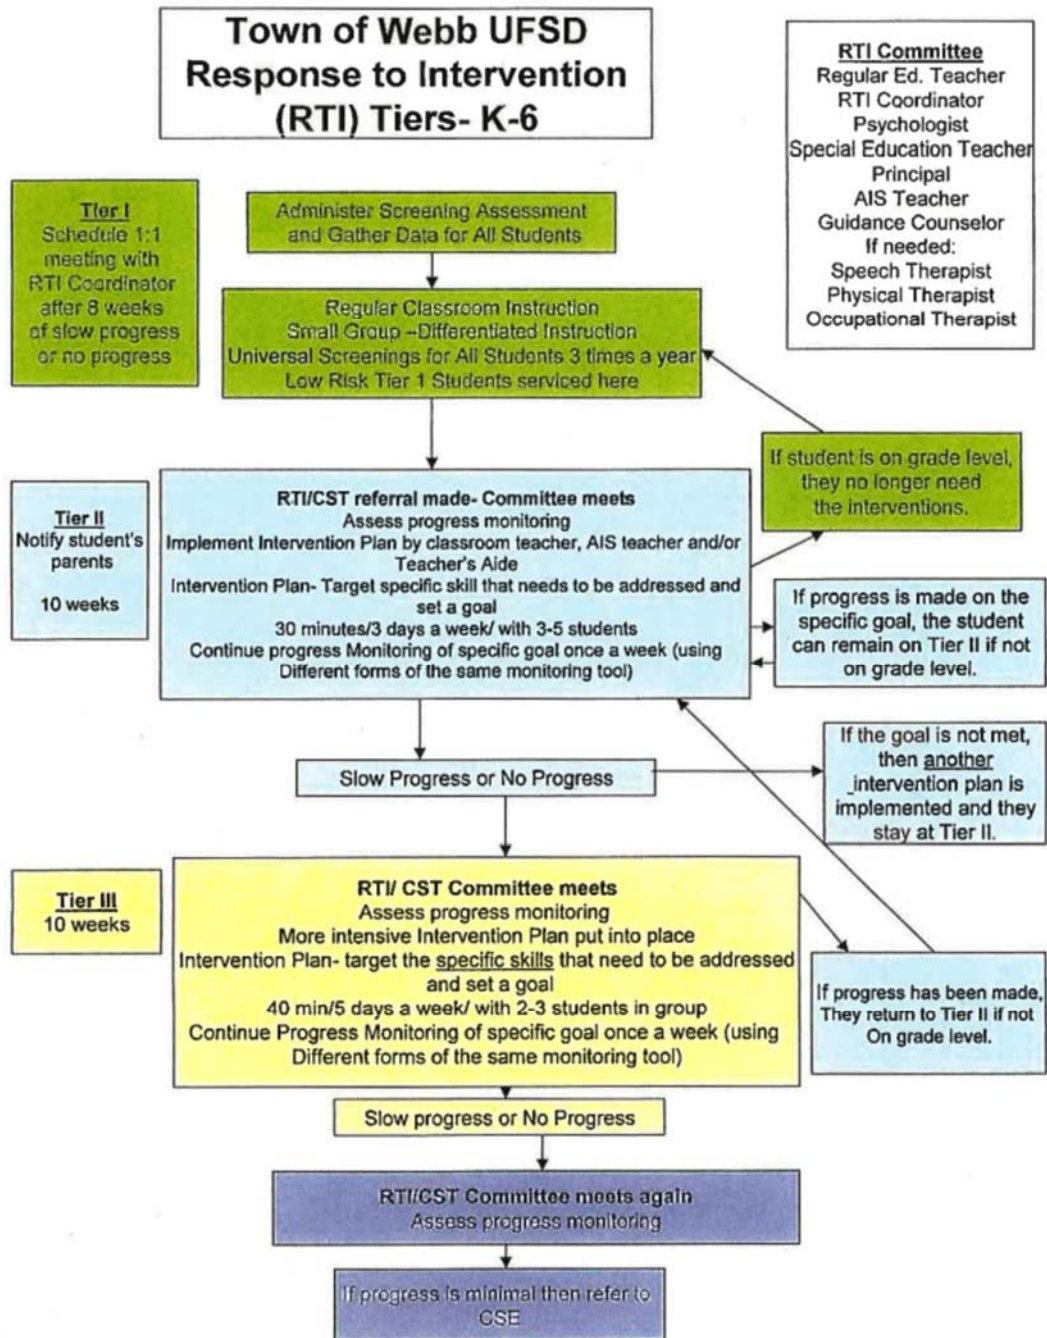 Town of Webb UFSD
Response to Intervention
(RTI) Tiers- K-6
RTI Committee
Regular Ed. Teacher
RTI Coordinator
Psychologist
Special Education Teacher
Principal
AIS Teacher
Guidance Counselor
If needed:
Speech Therapist
Physical Therapist
Occupational Therapist
Tier I
Schedule 1:1
meeting with
RTI Coordinator
after 8 weeks
of slow progress
or no progress
Administer Screening Assessment
and Gather Data for All Students
Regular Classroom Instruction
Small Group –Differentiated Instruction
Universal Screenings for All Students 3 times a year
Low Risk Tier 1 Students serviced here
If student is on grade level,
they no longer need
the interventions.
Tier II
Notify student's
parents
10 weeks
RTI/CST referral made- Committee meets
Assess progress monitoring
Implement Intervention Plan by classroom teacher, AIS teacher and/or
Teacher's Aide
Intervention Plan- Target specific skill that needs to be addressed and
set a goal
30 minutes/3 days a week/ with 3-5 students
Continue progress Monitoring of specific goal once a week (using
Different forms of the same monitoring tool)
If progress is made on the
specific goal, the student
can remain on Tier II if not
on grade level.
Slow Progress or No Progress
If the goal is not met,
then another
_intervention plan is
implemented and they
stay at Tier II.
Tier III
10 weeks
RTI/ CST Committee meets
Assess progress monitoring
More intensive Intervention Plan put into place
Intervention Plan- target the specific skills that need to be addressed
and set a goal
40 min/5 days a week/ with 2-3 students in group
Continue Progress Monitoring of specific goal once a week (using
Different forms of the same monitoring tool)
If progress has been made,
They return to Tier II if not
On grade level.
Slow progress or No Progress
RTI/CST Committee meets again
Assess progress monitoring
If progress is minimal then refer to
CSE